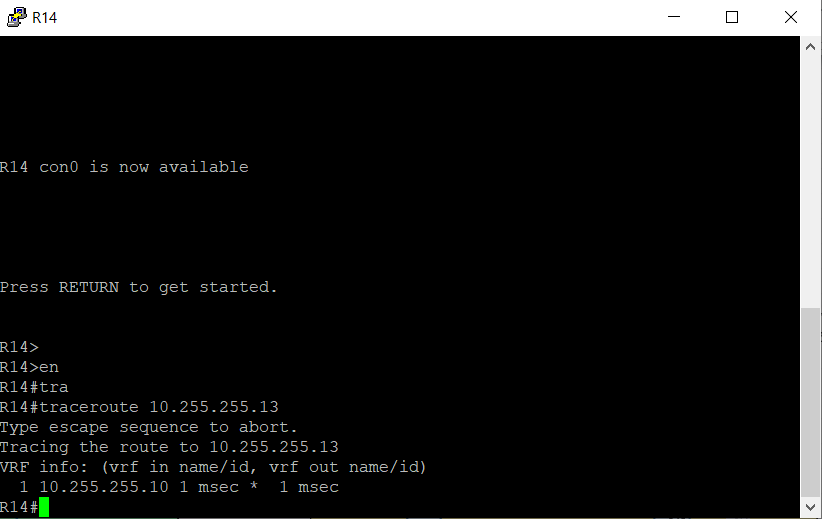 R14
R14 con0 is now available
Press RETURN to get started.
R14>
R14>en
R14#tra
R14#traceroute 10.255.255.13
Type escape sequence to abort.
Tracing the route to 10.255.255.13
VRF info: (vrf in name/id, vrf out name/id)
  1 10.255.255.10 1 msec *  1 msec
R14#